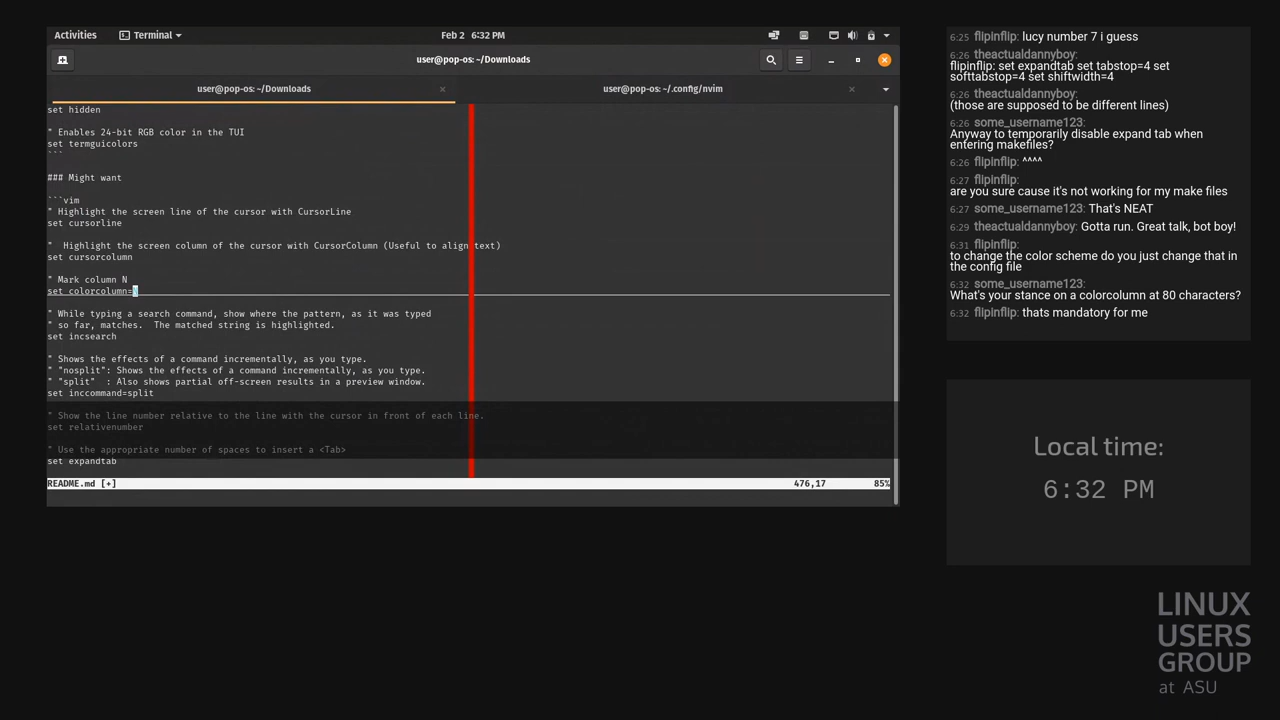 Activities
Terminal
Feb 2 6:32 PM
user@pop-os: ~/Downloads
user@pop-os: ~/Downloads
user@pop-os: ~/.config/nvim
set hidden
" Enables 24-bit RGB color in the TUI
set termguicolors
```
### Might want
```vim
" Highlight the screen line of the cursor with CursorLine
set cursorline
"  Highlight the screen column of the cursor with CursorColumn (Useful to align text)
set cursorcolumn
" Mark column N
set colorcolumn=
" While typing a search command, show where the pattern, as it was typed
" so far, matches.  The matched string is highlighted.
set incsearch
" Shows the effects of a command incrementally, as you type.
" "nosplit": Shows the effects of a command incrementally, as you type.
" "split"  : Also shows partial off-screen results in a preview window.
set inccommand=split
" Show the line number relative to the line with the cursor in front of each line.
set relativenumber
" Use the appropriate number of spaces to insert a <Tab>
set expandtab
README.md [+]
476,17
85%
6:25 flipinflip: lucy number 7 i guess
6:26 theactualdannyboy:
flipinflip: set expandtab set tabstop=4 set
softtabstop=4 set shiftwidth=4
6:26 theactualdannyboy:
(those are supposed to be different lines)
6:26 some_username123:
Anyway to temporarily disable expand tab when
entering makefiles?
6:26 flipinflip: ^^^^
6:27 flipinflip:
are you sure cause it's not working for my make files
6:27 some_username123: That's NEAT
6:29 theactualdannyboy: Gotta run. Great talk, bot boy!
6:31 flipinflip:
to change the color scheme do you just change that in
the config file
6:32 some_username123:
What's your stance on a colorcolumn at 80 characters?
6:32 flipinflip: thats mandatory for me
Local time:
6:32 PM
LINUX
USERS
GROUP
at ASU